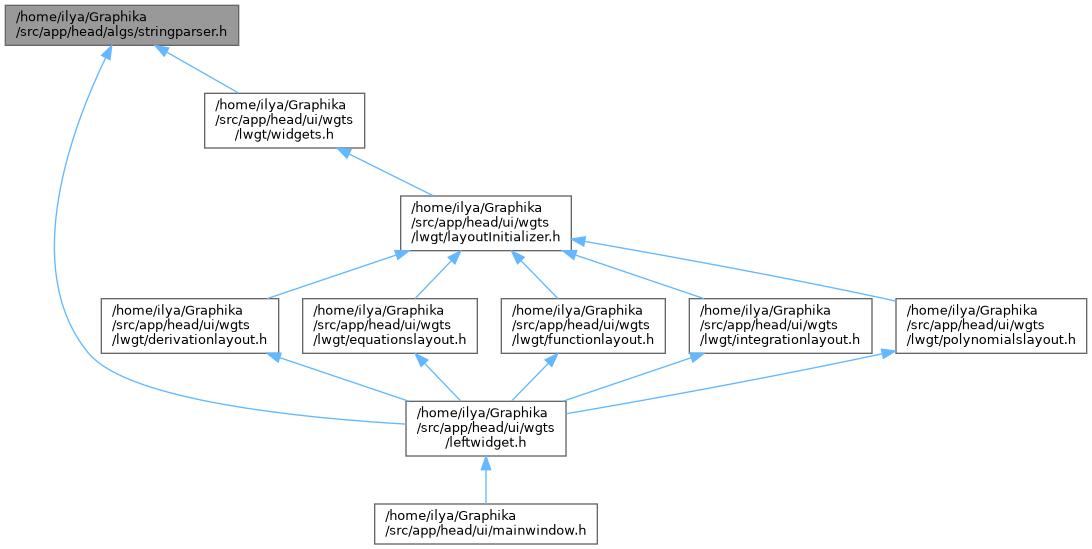 /home/ilya/Graphika
/src/app/head/algs/stringparser.h
/home/ilya/Graphika
/src/app/head/ui/wgts
/lwgt/widgets.h
/home/ilya/Graphika
/src/app/head/ui/wgts
/lwgt/layoutInitializer.h
/home/ilya/Graphika
/src/app/head/ui/wgts
/lwgt/derivationlayout.h
/home/ilya/Graphika
/src/app/head/ui/wgts
/lwgt/equationslayout.h
/home/ilya/Graphika
/src/app/head/ui/wgts
/lwgt/functionlayout.h
/home/ilya/Graphika
/src/app/head/ui/wgts
/lwgt/integrationlayout.h
/home/ilya/Graphika
/src/app/head/ui/wgts
/lwgt/polynomialslayout.h
/home/ilya/Graphika
/src/app/head/ui/wgts
/leftwidget.h
/home/ilya/Graphika
/src/app/head/ui/mainwindow.h